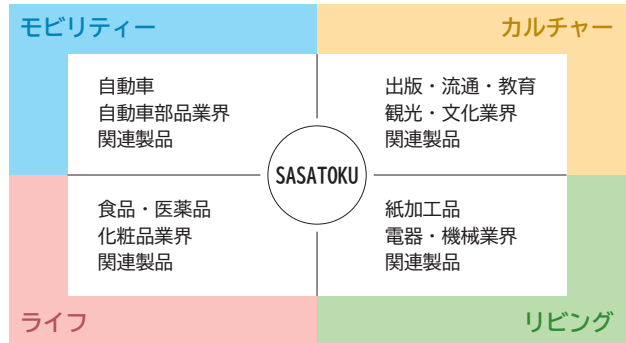 モビリティー
カルチャー
自動車
自動車部品業界
関連製品
出版・流通・教育
観光・文化業界
関連製品
SASATOKU
食品・医薬品
化粧品業界
関連製品
紙加工品
電器・機械業界
関連製品
ライフ
リビング